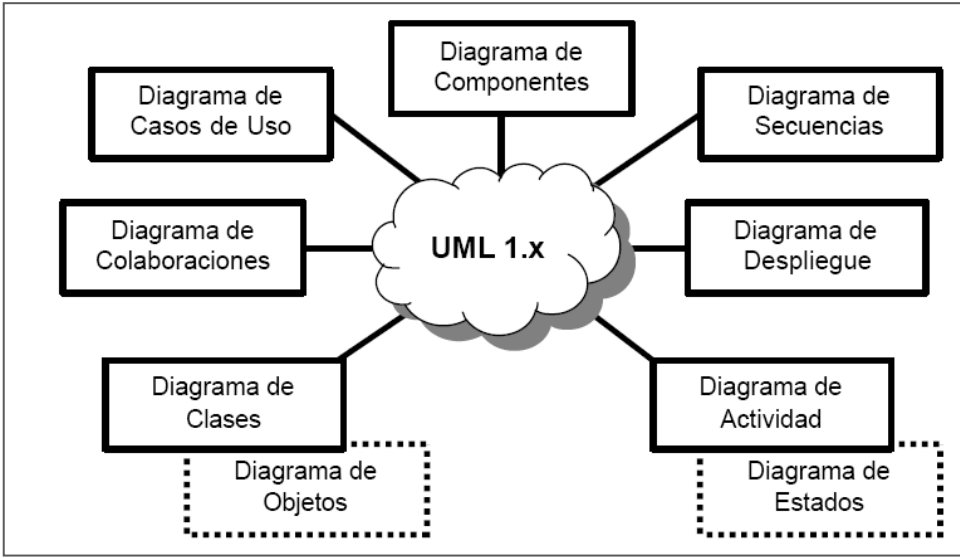 Diagrama de
Componentes
Diagrama de
Casos de Uso
Diagrama de
Secuencias
Diagrama de
Colaboraciones
UML 1.x
Diagrama de
Despliegue
Diagrama de
Clases
Diagrama de
Actividad
Diagrama de
Objetos
Diagrama de
Estados